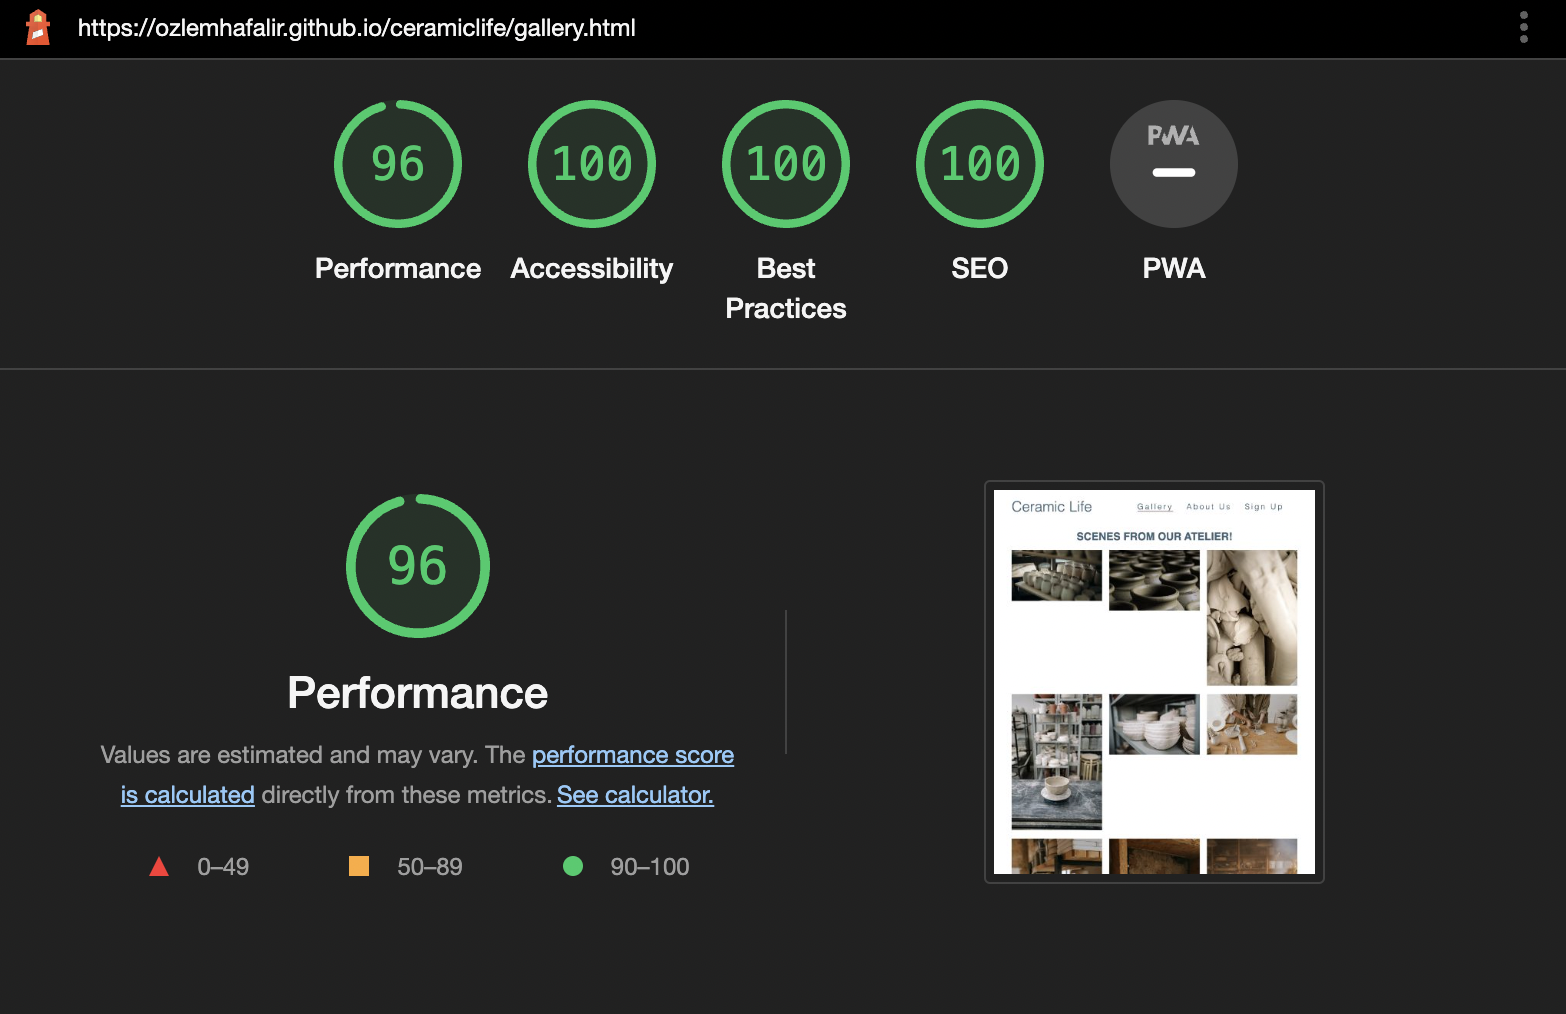 https://ozlemhafalir.github.io/ceramiclife/gallery.html
96
100
100
100
PWA
Performance
Accessibility
Best
Practices
SEO
PWA
96
Performance
Values are estimated and may vary. The performance score
is calculated directly from these metrics. See calculator.
0–49
50–89
90–100
Ceramic Life
Gallery
About Us
Sign Up
SCENES FROM OUR ATELIER!